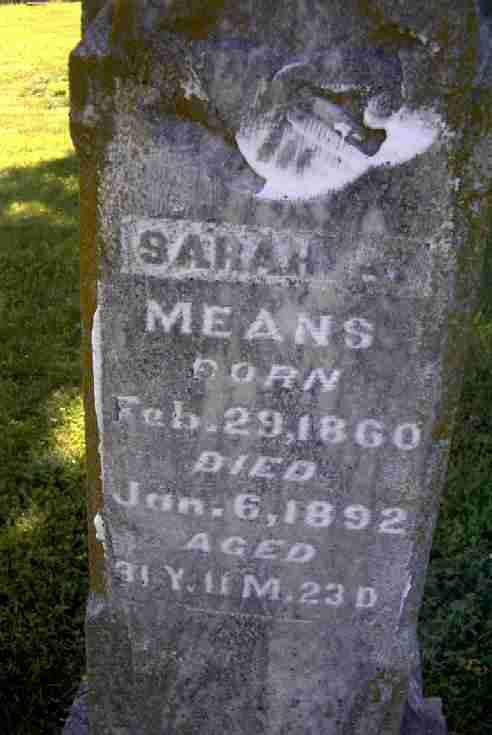 SARAH
MEANS
BORN
Feb. 29, 1860
DIED
Jan. 6, 1892
AGED
31 Y. 11 M. 23 D